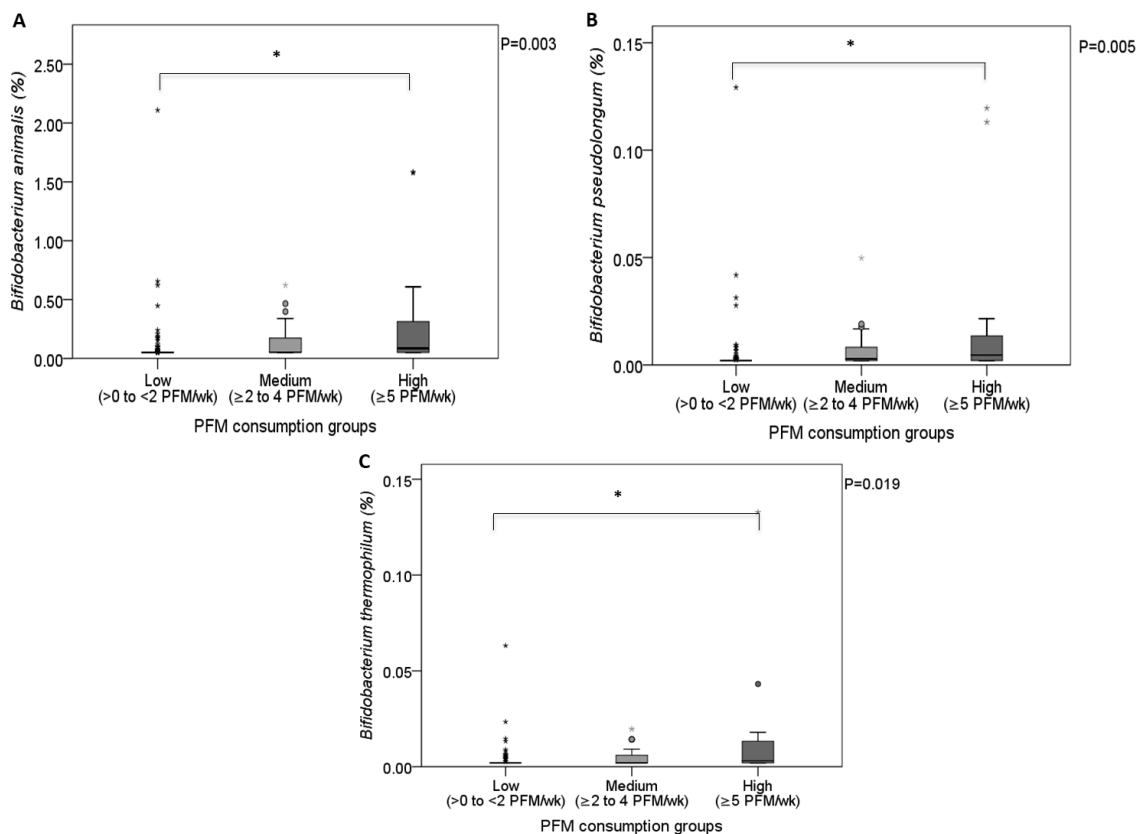 A
*
P=0.003
Bifidobacterium animalis (%)
2.50
2.00
1.50
1.00
0.50
0.00
Low
(>0 to <2 PFM/wk)
Medium
(≥2 to 4 PFM/wk)
High
(≥5 PFM/wk)
PFM consumption groups
B
*
P=0.005
Bifidobacterium pseudolongum (%)
0.15
0.10
0.05
0.00
Low
(>0 to <2 PFM/wk)
Medium
(≥2 to 4 PFM/wk)
High
(≥5 PFM/wk)
PFM consumption groups
C
*
P=0.019
Bifidobacterium thermophilum (%)
0.15
0.10
0.05
0.00
Low
(>0 to <2 PFM/wk)
Medium
(≥2 to 4 PFM/wk)
High
(≥5 PFM/wk)
PFM consumption groups